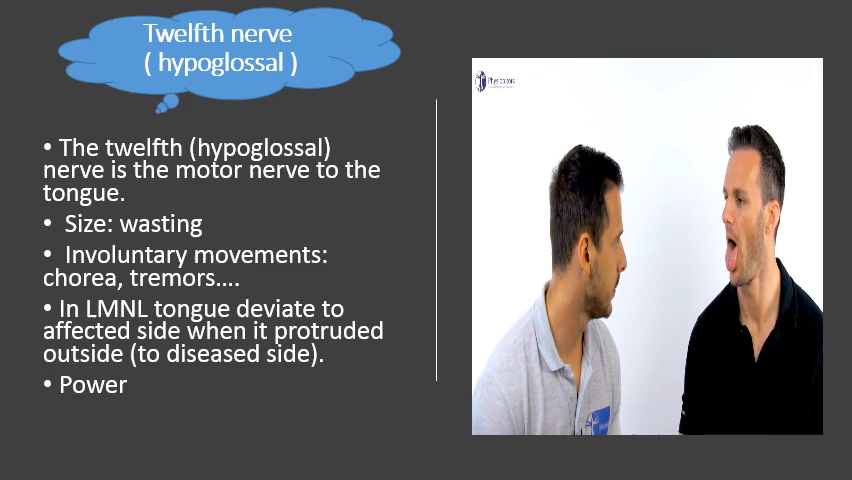 Twelfth nerve
( hypoglossal )
Physiotutors
• The twelfth (hypoglossal)
nerve is the motor nerve to the
tongue.
• Size: wasting
• Involuntary movements:
chorea, tremors....
• In LMNL tongue deviate to
affected side when it protruded
outside (to diseased side).
• Power